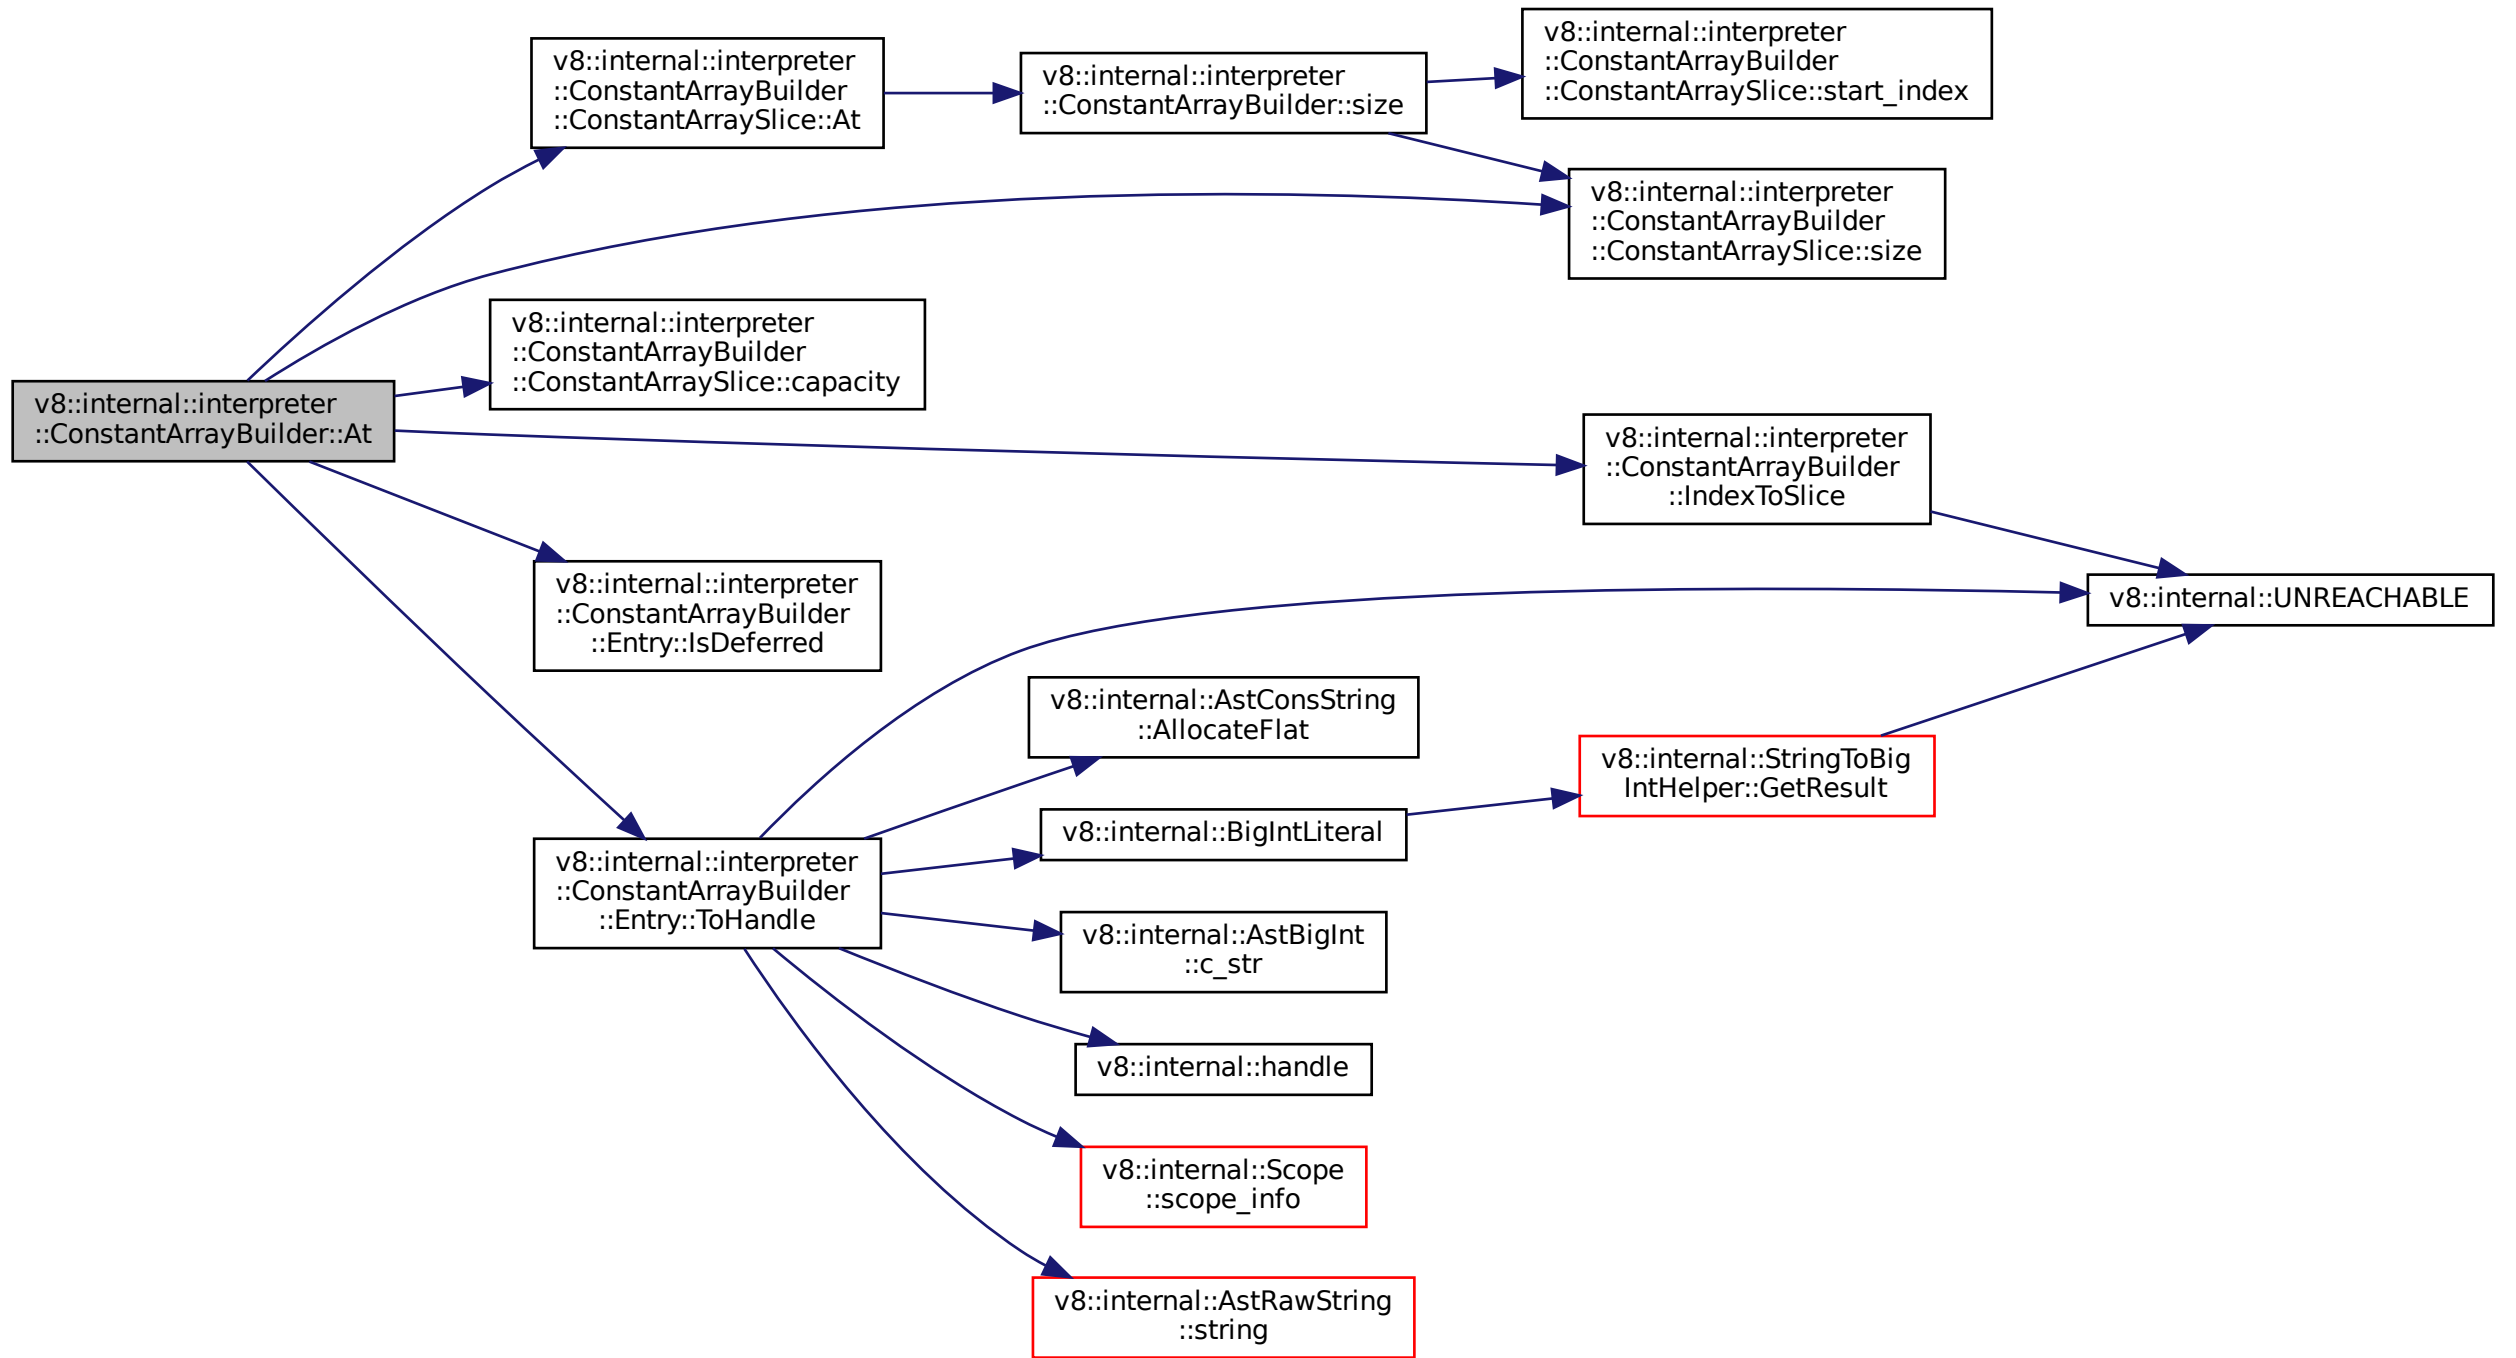 v8::internal::interpreter
::ConstantArrayBuilder::At
v8::internal::interpreter
::ConstantArrayBuilder
::ConstantArraySlice::At
v8::internal::interpreter
::ConstantArrayBuilder::size
v8::internal::interpreter
::ConstantArrayBuilder
::ConstantArraySlice::start_index
v8::internal::interpreter
::ConstantArrayBuilder
::ConstantArraySlice::size
v8::internal::interpreter
::ConstantArrayBuilder
::ConstantArraySlice::capacity
v8::internal::interpreter
::ConstantArrayBuilder
::IndexToSlice
v8::internal::UNREACHABLE
v8::internal::interpreter
::ConstantArrayBuilder
::Entry::IsDeferred
v8::internal::interpreter
::ConstantArrayBuilder
::Entry::ToHandle
v8::internal::AstConsString
::AllocateFlat
v8::internal::BigIntLiteral
v8::internal::StringToBig
IntHelper::GetResult
v8::internal::AstBigInt
::c_str
v8::internal::handle
v8::internal::Scope
::scope_info
v8::internal::AstRawString
::string